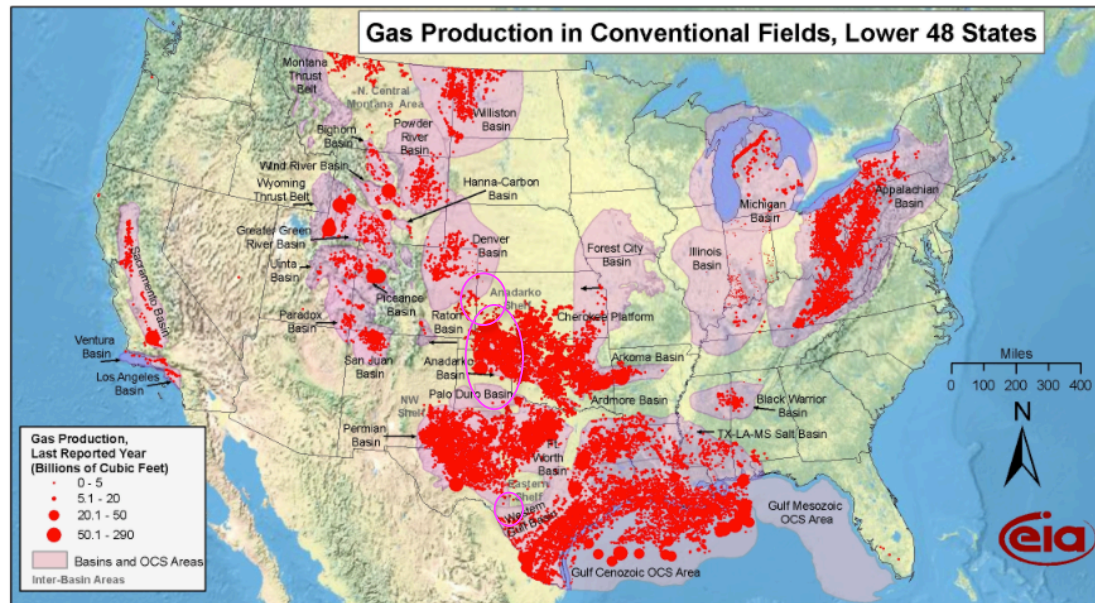 Gas Production in Conventional Fields, Lower 48 States
Montana
Thrust Belt
N. Central
Montana Area
Williston
Basin
Powder
River
Basin
Bighorn
Basin
Wind River Basin
Wyoming
Thrust Belt
Hanna-Carbon
Basin
Greater Green
River Basin
Denver
Basin
Uinta
Basin
Piceance
Basin
Paradox
Basin
San Juan
Basin
Raton
Basin
Anadarko
Shelf
Forest City
Basin
Cherokee Platform
Illinois
Basin
Michigan
Basin
Appalachian
Basin
Sacramento Basin
Ventura
Basin
Los Angeles
Basin
Anadarko
Basin
Arkoma Basin
Palo Duro Basin
Ardmore Basin
Black Warrior
Basin
NW
Shelf
TX-LA-MS Salt Basin
Permian
Basin
Ft.
Worth
Basin
Eastern
Shelf
Western
Gulf Basin
Gulf Mesozoic
OCS Area
Gulf Cenozoic OCS Area
Miles
0 100 200 300 400
N
eia
Gas Production,
Last Reported Year
(Billions of Cubic Feet)
0 - 5
5.1 - 20
20.1 - 50
50.1 - 290
Basins and OCS Areas
Inter-Basin Areas